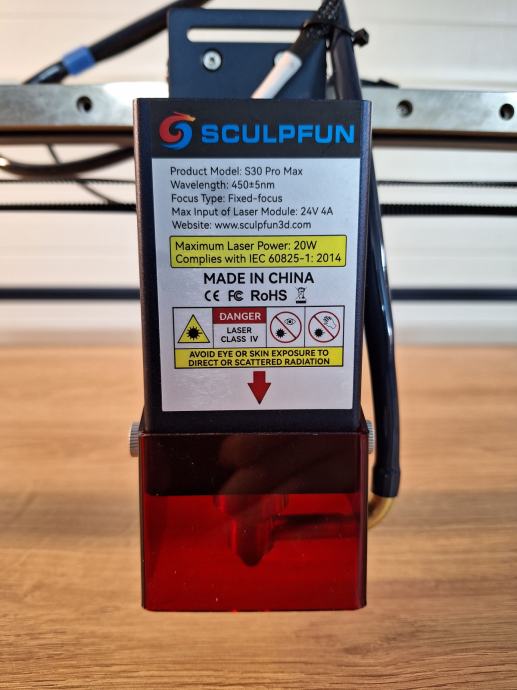 SCULPFUN
Product Model: S30 Pro Max
Wavelength: 450±5nm
Focus Type: Fixed-focus
Max Input of Laser Module: 24V 4A
Website: www.sculpfun3d.com
Maximum Laser Power: 20W
Complies with IEC 60825-1: 2014
MADE IN CHINA
CE FC RoHS
DANGER
LASER
CLASS IV
AVOID EYE OR SKIN EXPOSURE TO
DIRECT OR SCATTERED RADIATION